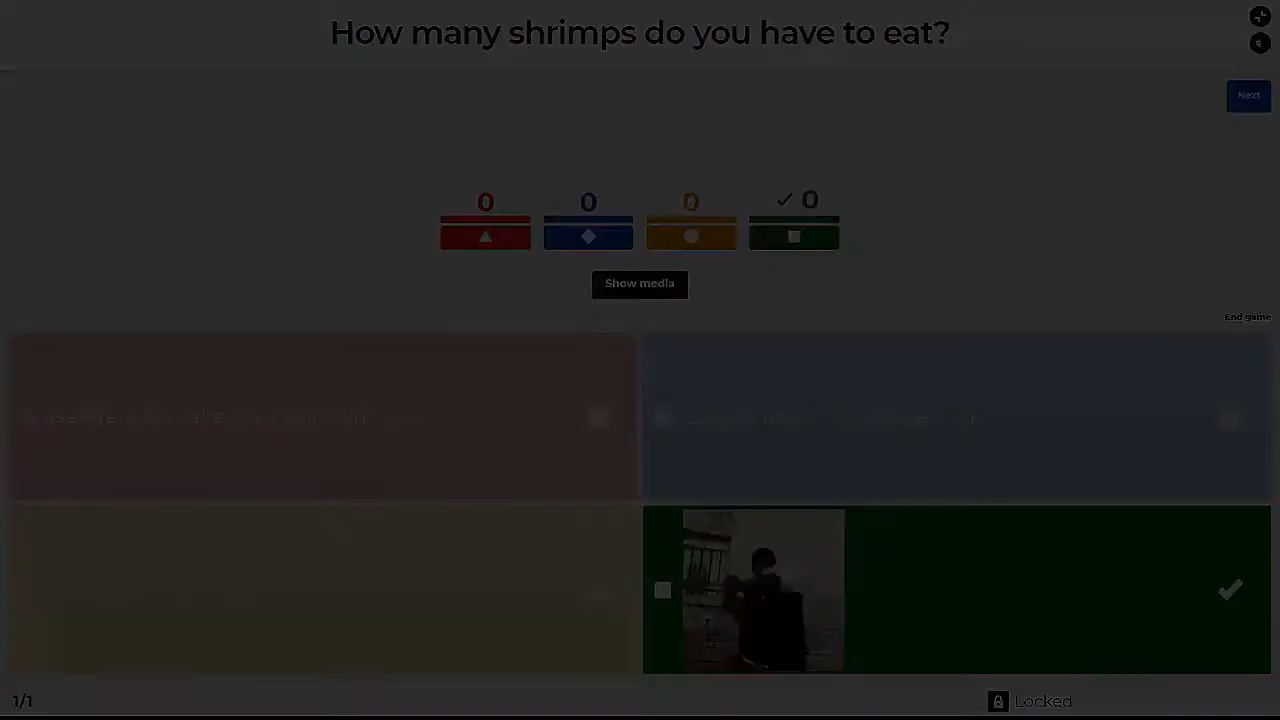 How many shrimps do you have to eat?
Next
0
0
0
0
Show media
End game
1/1
Locked